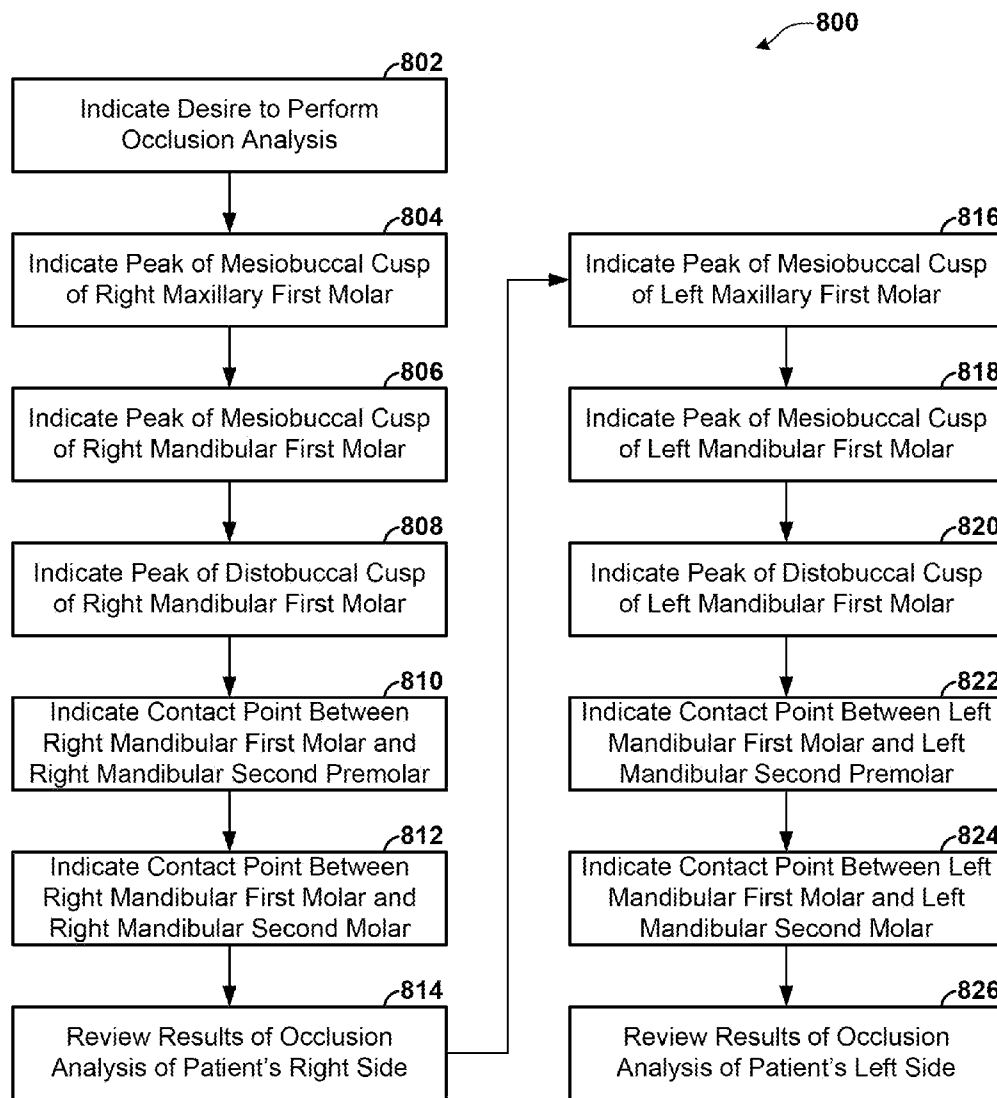 800
802
Indicate Desire to Perform
Occlusion Analysis
804
Indicate Peak of Mesiobuccal Cusp
of Right Maxillary First Molar
806
Indicate Peak of Mesiobuccal Cusp
of Right Mandibular First Molar
808
Indicate Peak of Distobuccal Cusp
of Right Mandibular First Molar
810
Indicate Contact Point Between
Right Mandibular First Molar and
Right Mandibular Second Premolar
812
Indicate Contact Point Between
Right Mandibular First Molar and
Right Mandibular Second Molar
814
Review Results of Occlusion
Analysis of Patient's Right Side
816
Indicate Peak of Mesiobuccal Cusp
of Left Maxillary First Molar
818
Indicate Peak of Mesiobuccal Cusp
of Left Mandibular First Molar
820
Indicate Peak of Distobuccal Cusp
of Left Mandibular First Molar
822
Indicate Contact Point Between Left
Mandibular First Molar and Left
Mandibular Second Premolar
824
Indicate Contact Point Between Left
Mandibular First Molar and Left
Mandibular Second Molar
826
Review Results of Occlusion
Analysis of Patient's Left Side